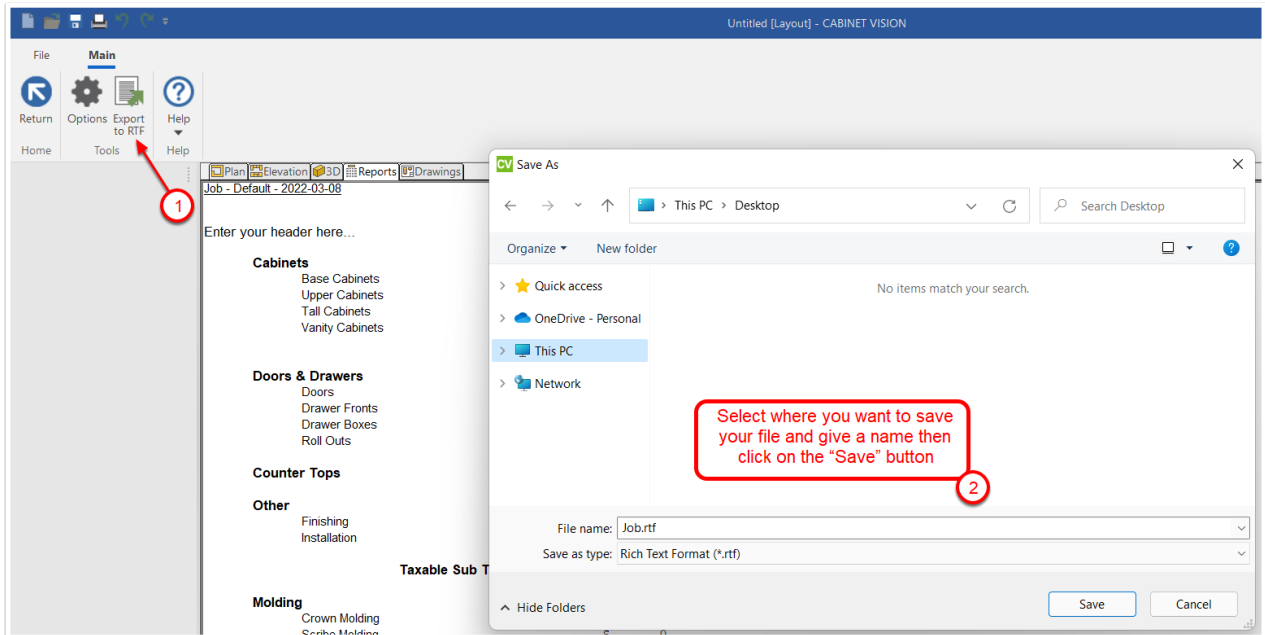 Untitled [Layout] - CABINET VISION
File Main
Return Options Export to RTF Help
Home Tools Help
1
Plan Elevation 3D Reports Drawings
Job - Default - 2022-03-08
Enter your header here...
Cabinets
Base Cabinets
Upper Cabinets
Tall Cabinets
Vanity Cabinets
Doors & Drawers
Doors
Drawer Fronts
Drawer Boxes
Roll Outs
Counter Tops
Other
Finishing
Installation
Taxable Sub T
Molding
Crown Molding
Scribe Molding
CV Save As
This PC > Desktop
Search Desktop
Organize New folder
Quick access
OneDrive - Personal
This PC
Network
No items match your search.
Select where you want to save
your file and give a name then
click on the “Save” button
2
File name: Job.rtf
Save as type: Rich Text Format (*.rtf)
Hide Folders
Save Cancel